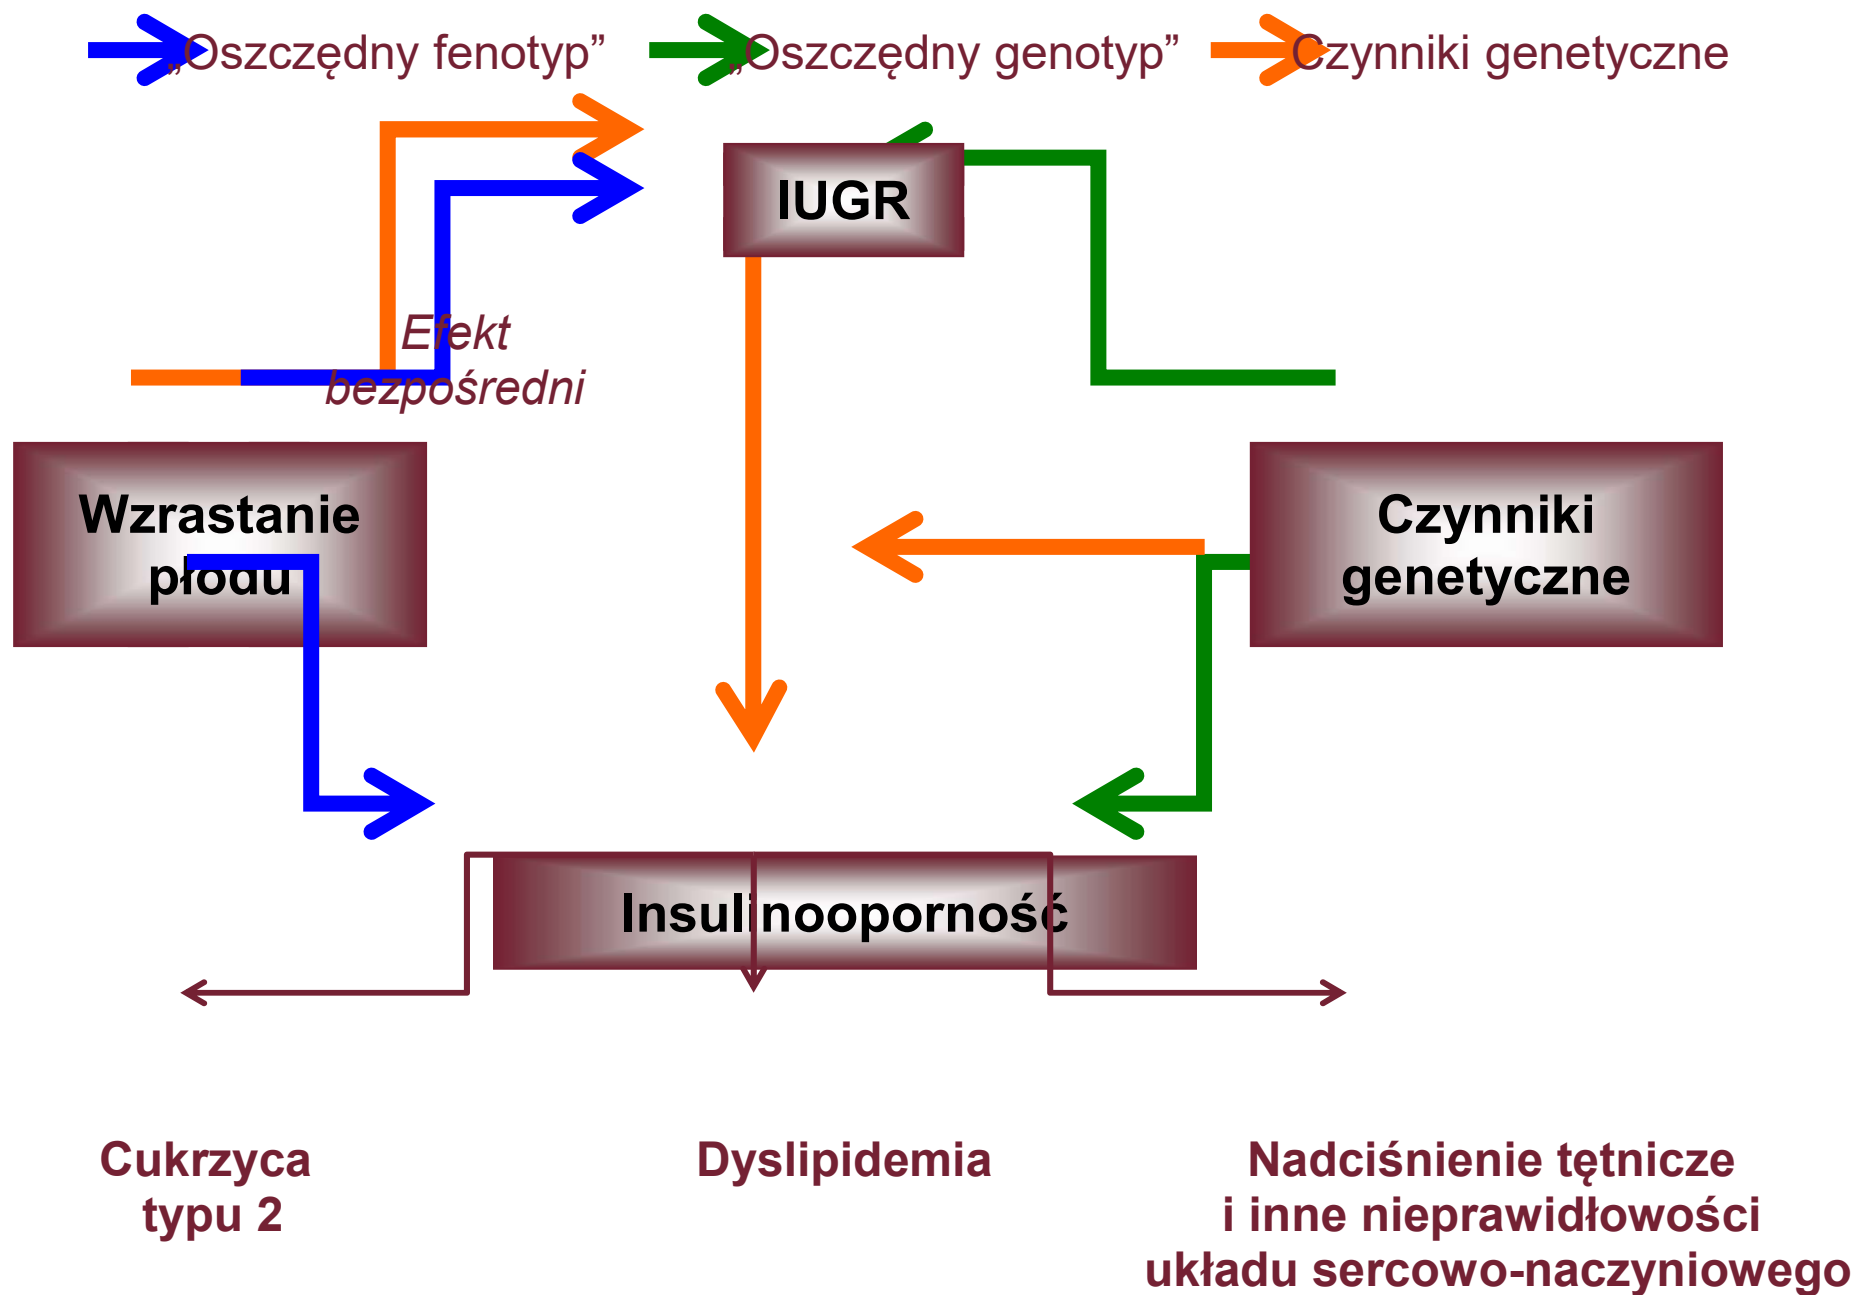 „Oszczędny fenotyp” „Oszczędny genotyp” Czynniki genetyczne
IUGR
Efekt
bezpośredni
Wzrastanie
płodu
Czynniki
genetyczne
Insulinooporność
Cukrzyca
typu 2
Dyslipidemia
Nadciśnienie tętnicze
i inne nieprawidłowości
układu sercowo-naczyniowego